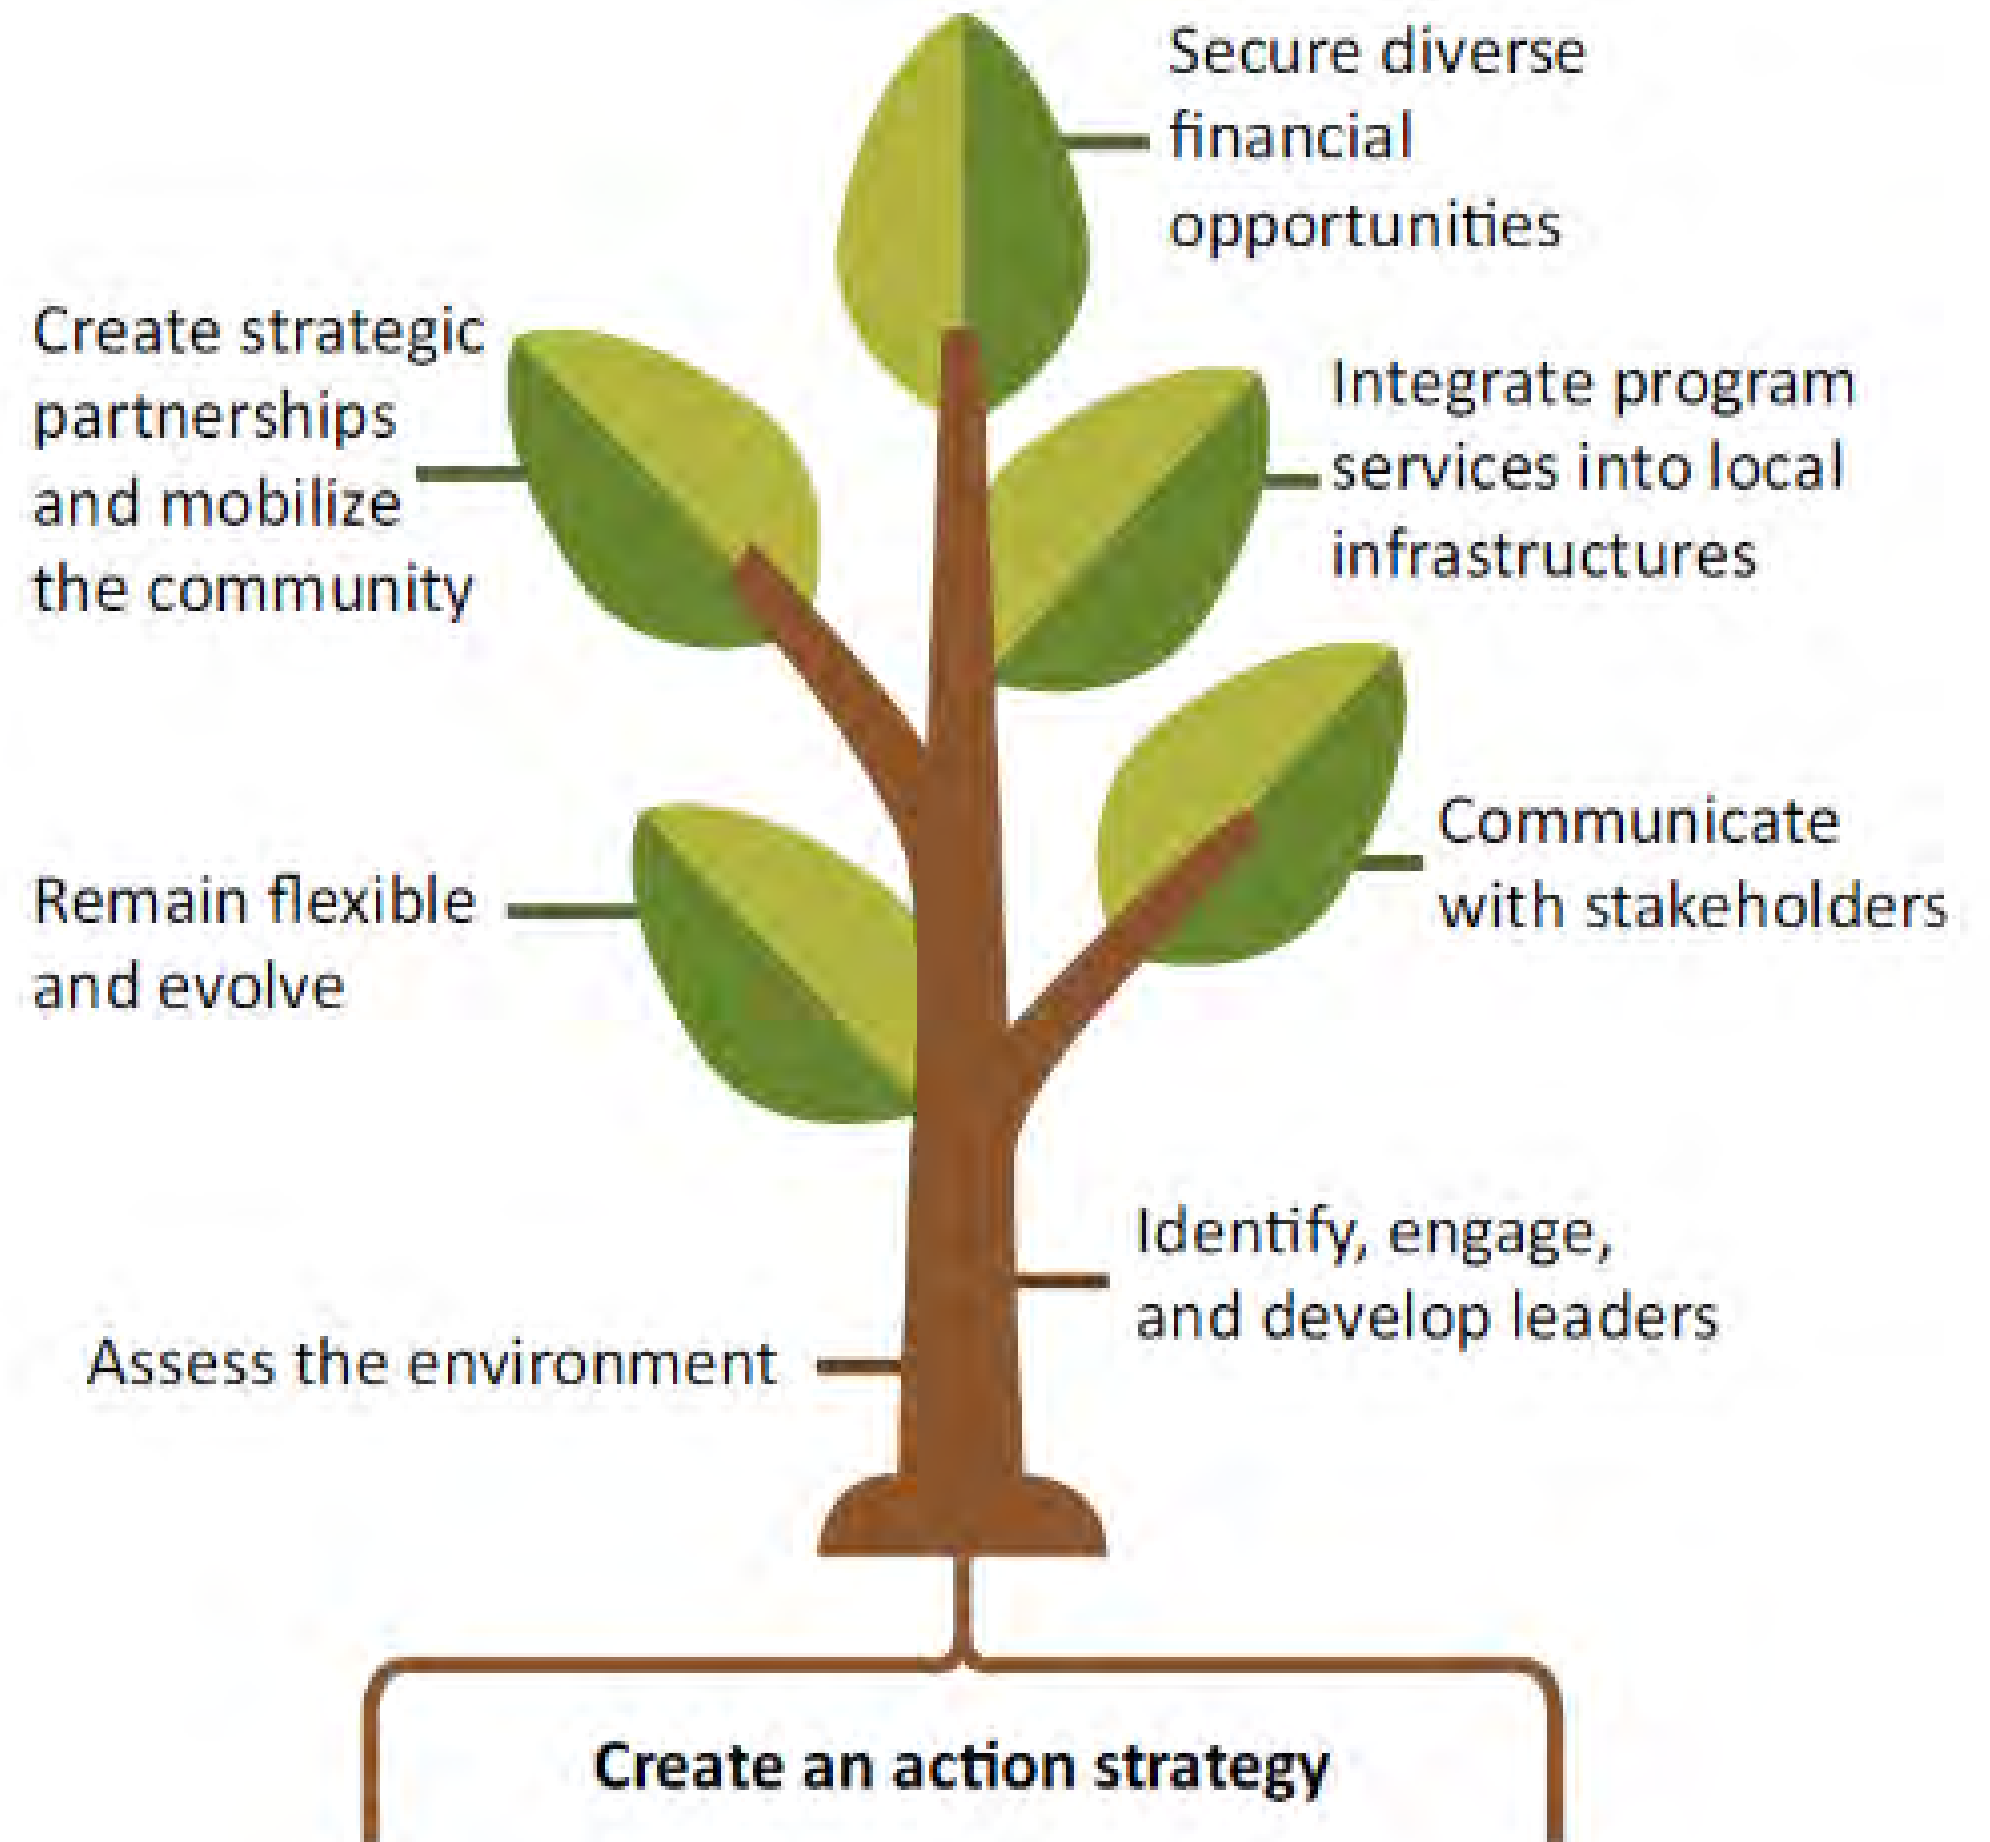 Secure diverse
financial
opportunities
Create strategic
partnerships
and mobilize
the community
Integrate program
services into local
infrastructures
Communicate
with stakeholders
Remain flexible
and evolve
Identify, engage,
and develop leaders
Assess the environment
Create an action strategy